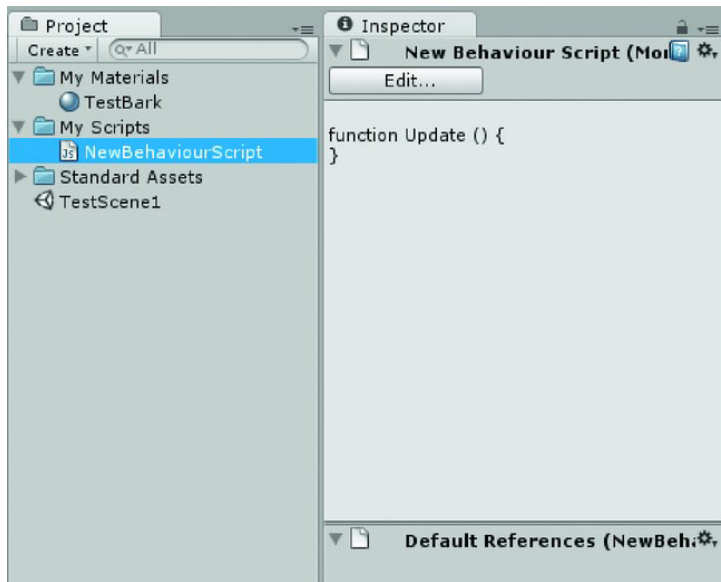 Project
Create
All
My Materials
TestBark
My Scripts
JS NewBehaviourScript
Standard Assets
TestScene1
Inspector
New Behaviour Script (Mo
Edit...
function Update () {
}
Default References (NewBeh